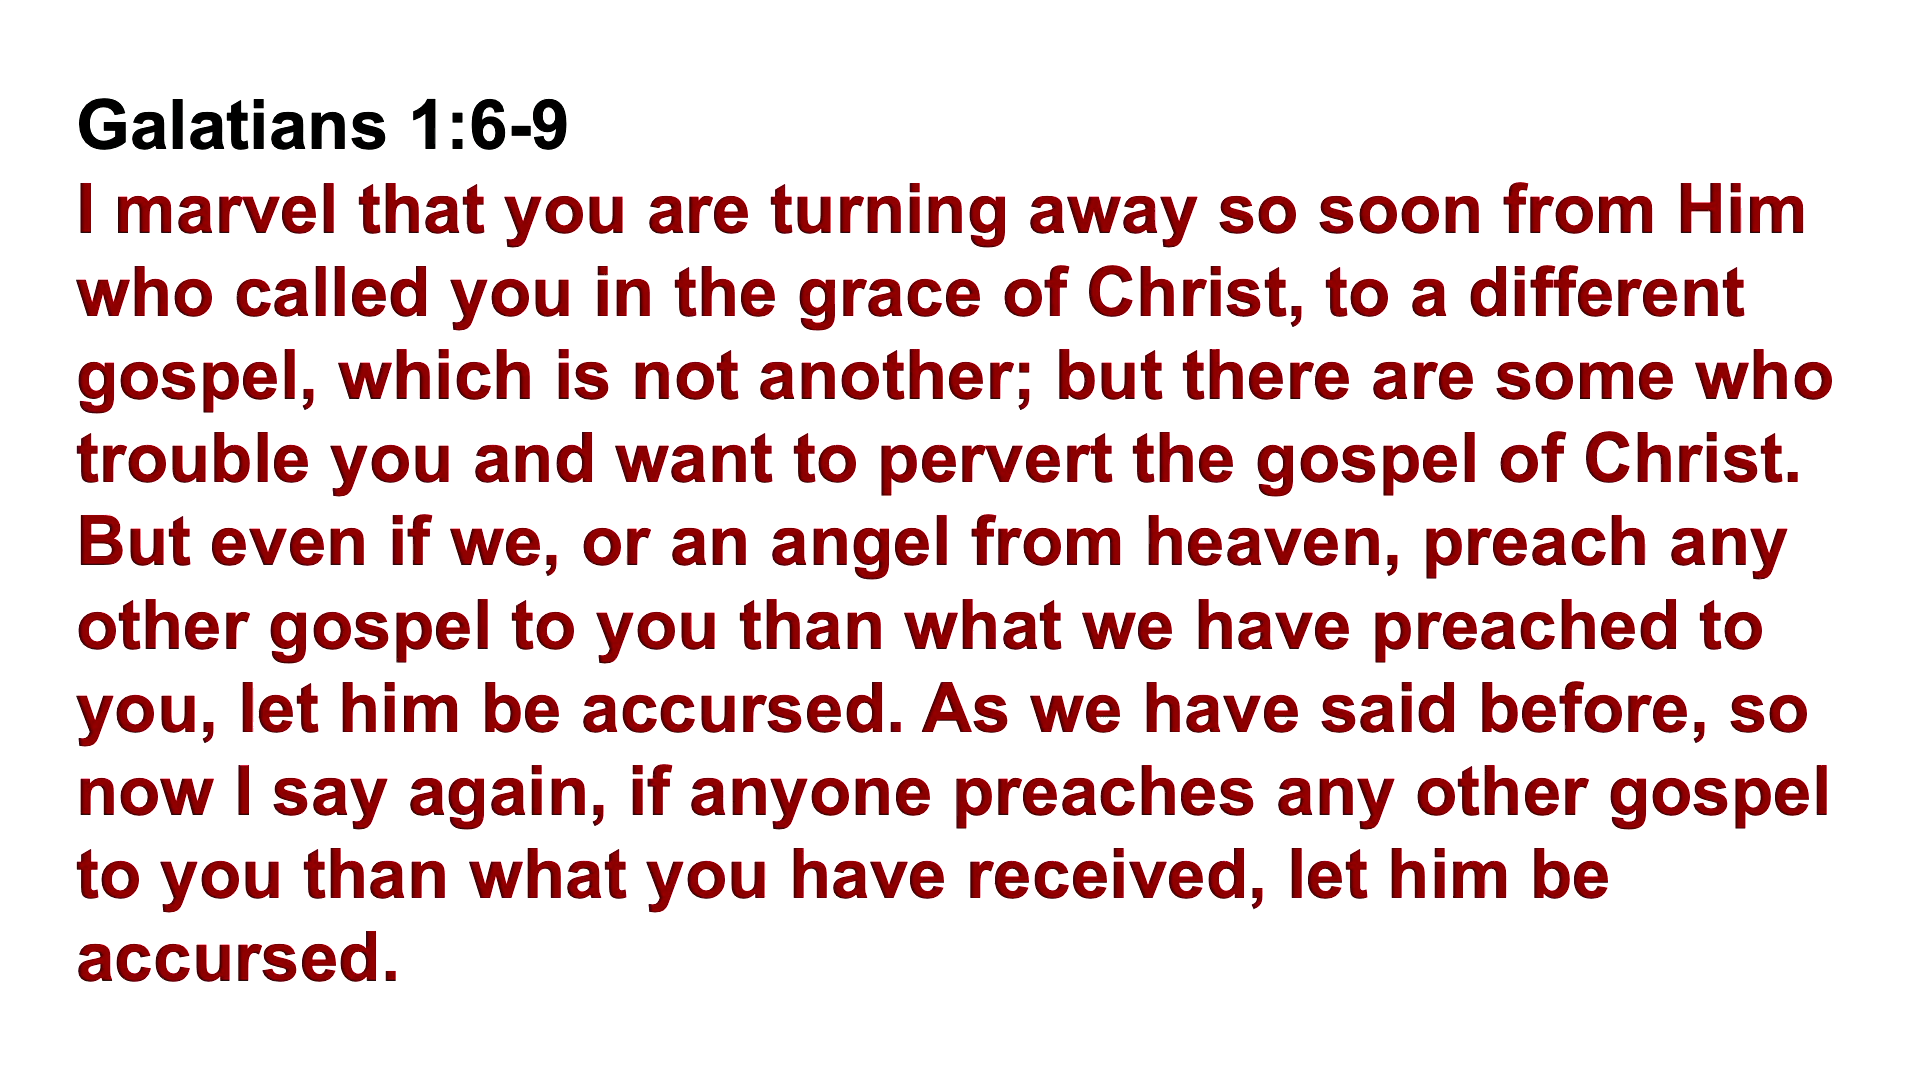 Galatians 1:6-9
I marvel that you are turning away so soon from Him
who called you in the grace of Christ, to a different
gospel, which is not another; but there are some who
trouble you and want to pervert the gospel of Christ.
But even if we, or an angel from heaven, preach any
other gospel to you than what we have preached to
you, let him be accursed. As we have said before, so
now I say again, if anyone preaches any other gospel
to you than what you have received, let him be
accursed.